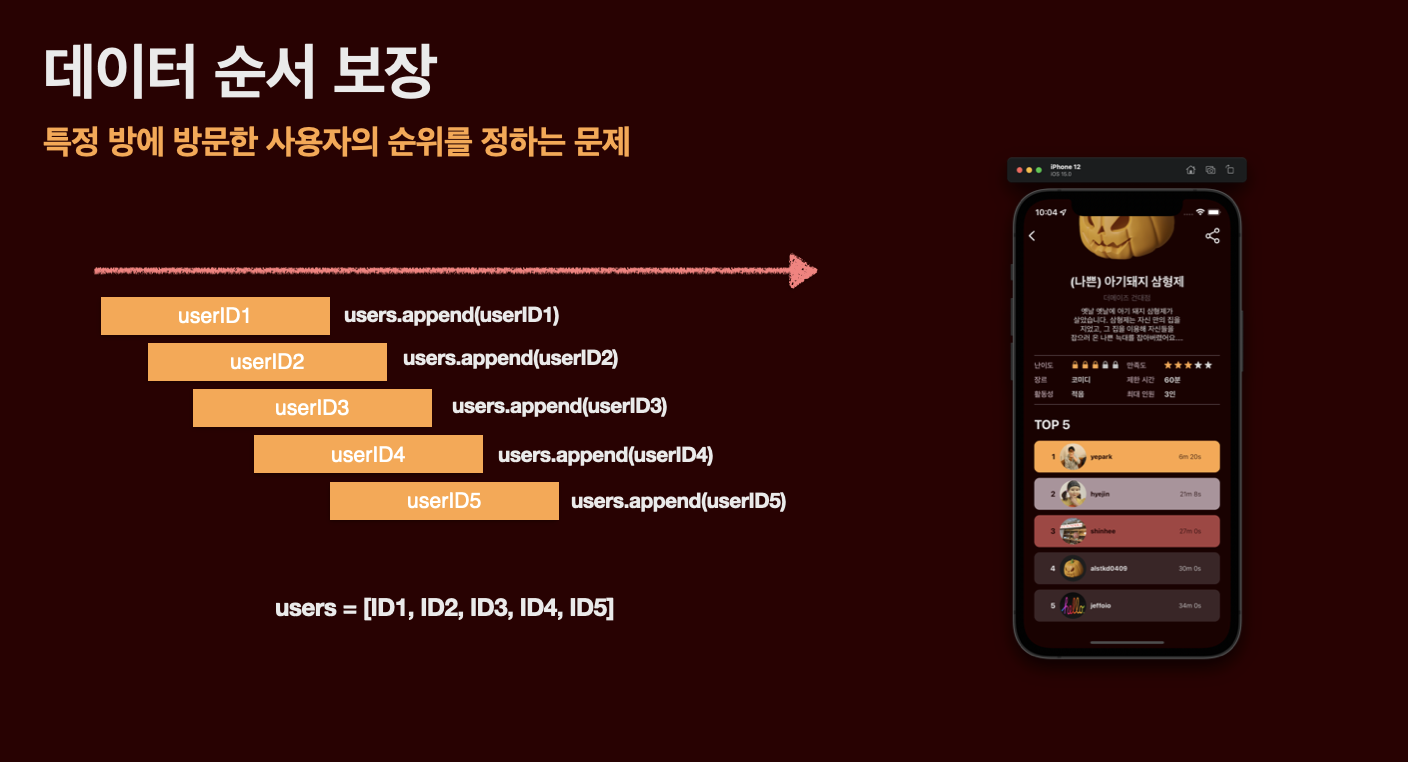 데이터 순서 보장
특정 방에 방문한 사용자의 순위를 정하는 문제
userID1
users.append(userID1)
userID2
users.append(userID2)
userID3
users.append(userID3)
userID4
users.append(userID4)
userID5
users.append(userID5)
users = [ID1, ID2, ID3, ID4, ID5]
iPhone 12
iOS 15.0
10:04
(나쁜) 아기돼지 삼형제
더메이즈 건대점
옛날 옛날에 아기 돼지 삼형제가
살았습니다. 삼형제는 자신 만의 집을
지었고, 그 집을 이용해 자신들을
잡으러 온 나쁜 늑대를 잡아버렸어요....
난이도
만족도
장르 코미디 제한 시간 60분
활동성 적음 최대 인원 3인
TOP 5
1 yepark 6m 20s
2 hyejin 21m 8s
3 shinhee 27m 0s
4 alstkd0409 30m 0s
5 hello jeffoio 34m 0s